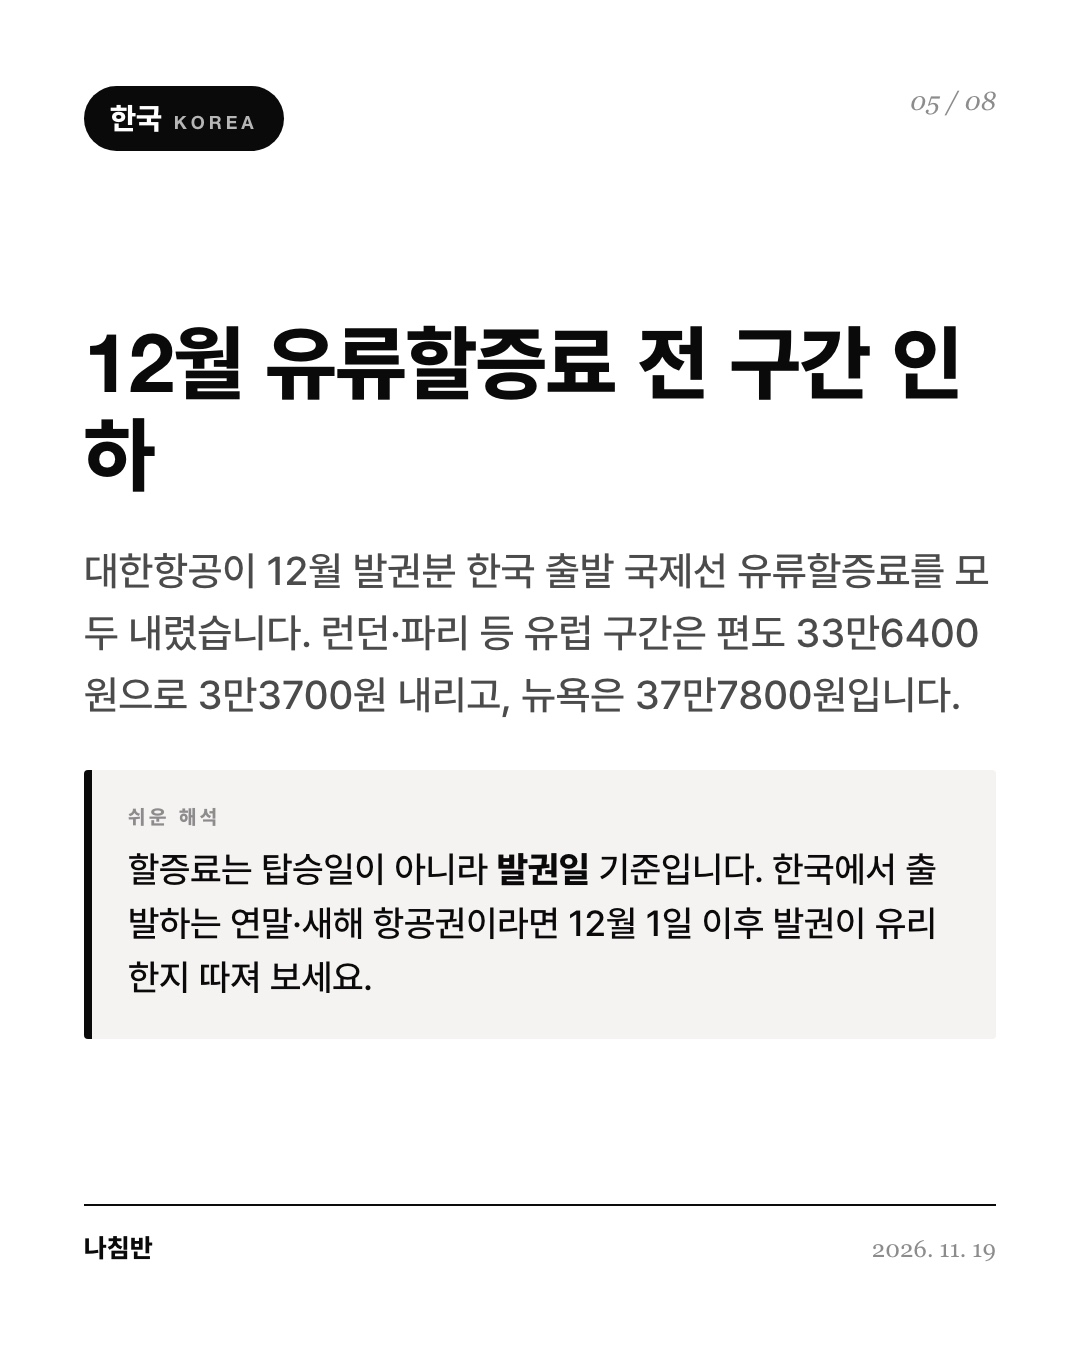 한국 KOREA
05 / 08
12월 유류할증료 전 구간 인
하
대한항공이 12월 발권분 한국 출발 국제선 유류할증료를 모
두 내렸습니다. 런던·파리 등 유럽 구간은 편도 33만6400
원으로 3만3700원 내리고, 뉴욕은 37만7800원입니다.
쉬운 해석
할증료는 탑승일이 아니라 발권일 기준입니다. 한국에서 출
발하는 연말·새해 항공권이라면 12월 1일 이후 발권이 유리
한지 따져 보세요.
나침반
2026. 11. 19